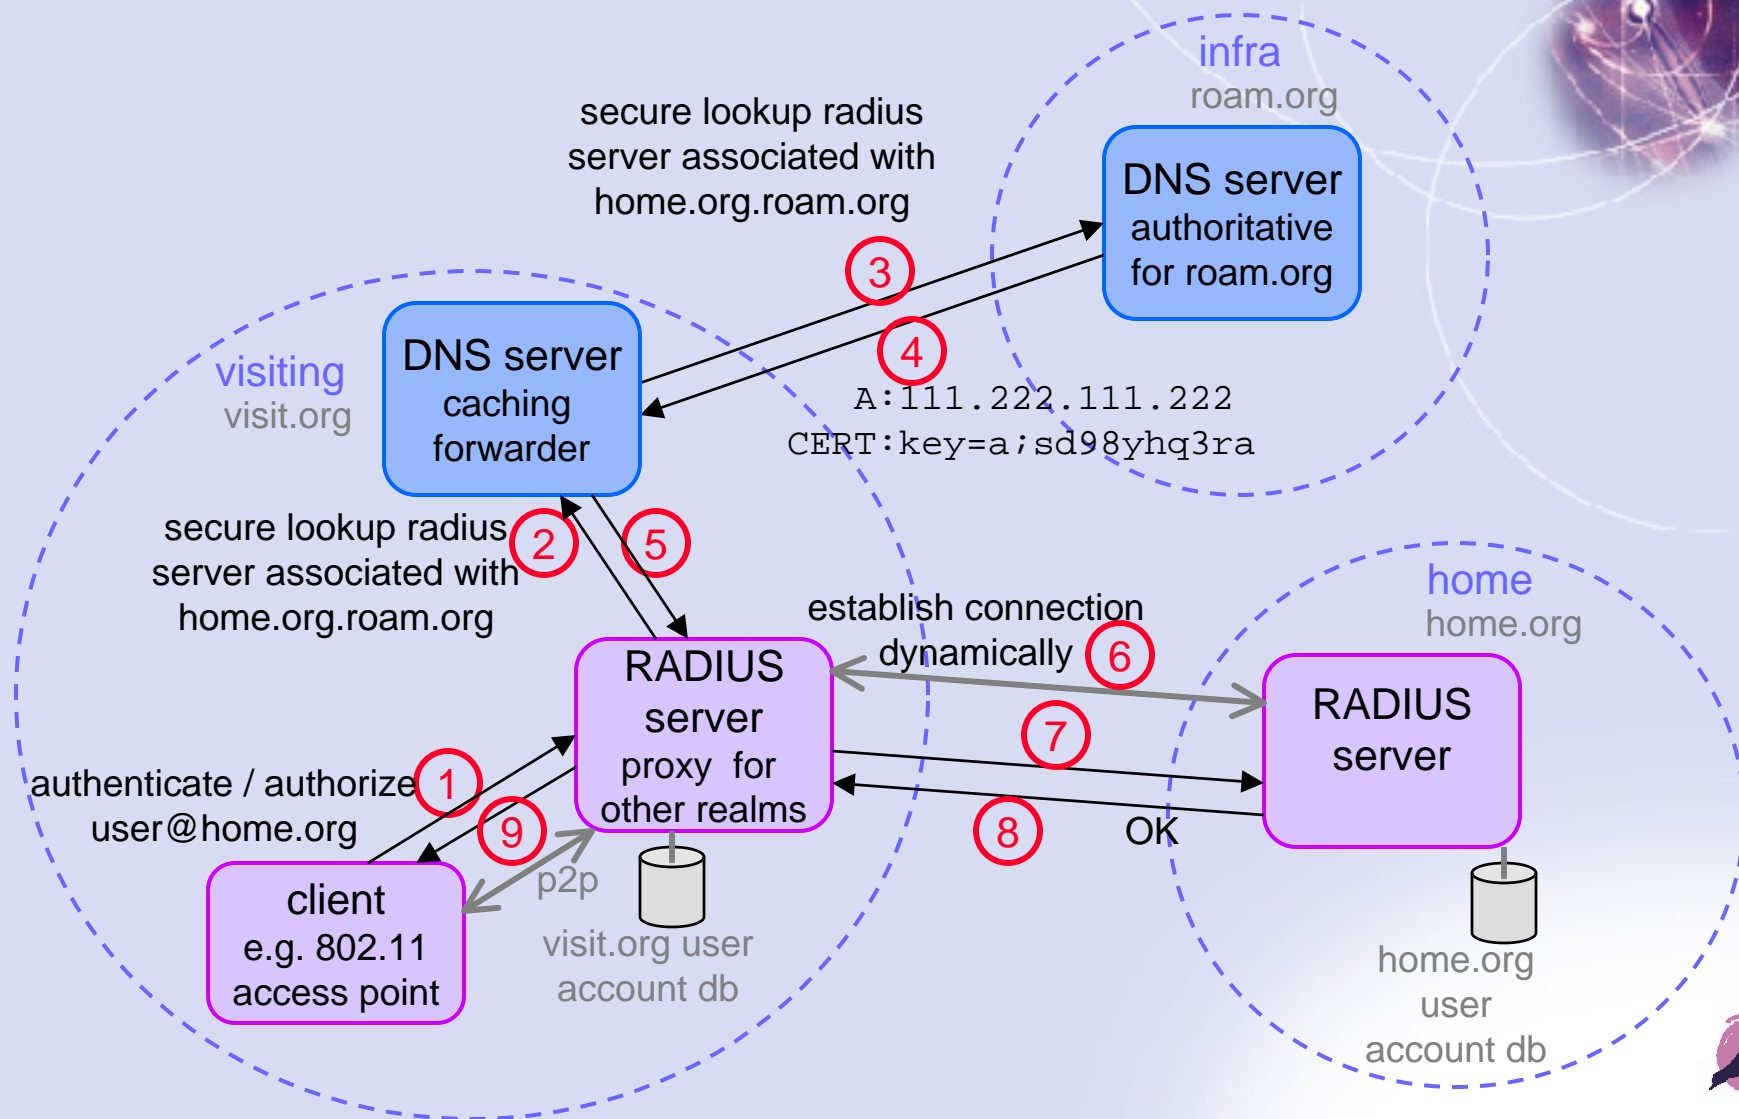 infra
roam.org
secure lookup radius
server associated with
home.org.roam.org
DNS server
authoritative
for roam.org
3
4
A:111.222.111.222
CERT:key=a;sd98yhq3ra
visiting
visit.org
DNS server
caching
forwarder
secure lookup radius
server associated with
home.org.roam.org
2
5
establish connection
dynamically
6
home
home.org
RADIUS
server
proxy for
other realms
RADIUS
server
7
8
OK
authenticate / authorize
user@home.org
1
9
p2p
client
e.g. 802.11
access point
visit.org user
account db
home.org
user
account db